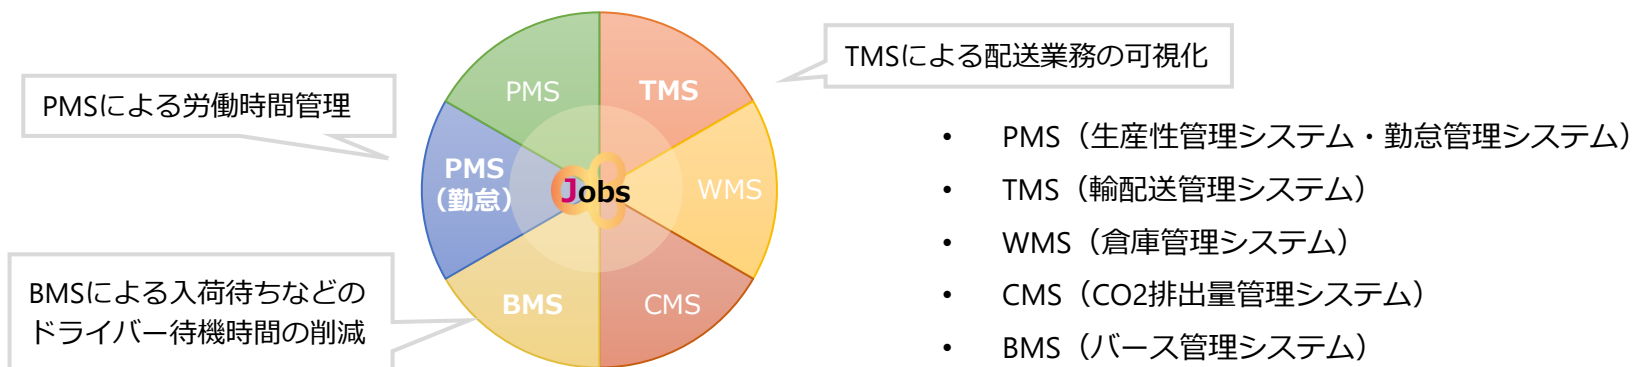 PMSによる労働時間管理
BMSによる入荷待ちなどの
ドライバー待機時間の削減
PMS
TMS
PMS
（勤怠）
Jobs
WMS
BMS
CMS
TMSによる配送業務の可視化
• PMS（生産性管理システム・勤怠管理システム）
• TMS（輸配送管理システム）
• WMS（倉庫管理システム）
• CMS（CO2排出量管理システム）
• BMS（バース管理システム）